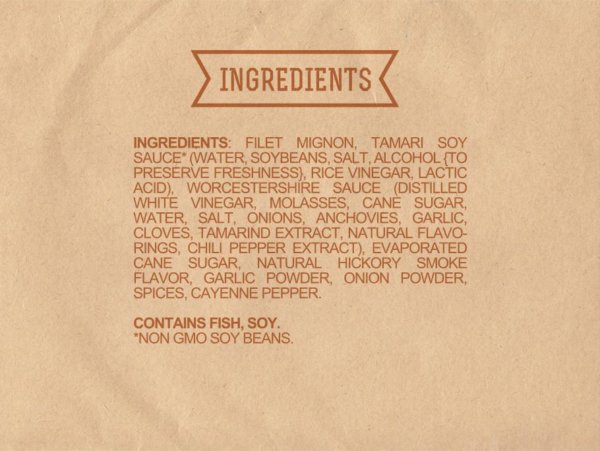 INGREDIENTS
INGREDIENTS: FILET MIGNON, TAMARI SOY
SAUCE* (WATER, SOYBEANS, SALT, ALCOHOL {TO
PRESERVE FRESHNESS), RICE VINEGAR, LACTIC
ACID), WORCESTERSHIRE SAUCE (DISTILLED
WHITE VINEGAR, MOLASSES, CANE SUGAR,
WATER, SALT, ONIONS, ANCHOVIES, GARLIC,
CLOVES, TAMARIND EXTRACT, NATURAL FLAVO-
RINGS, CHILI PEPPER EXTRACT), EVAPORATED
CANE SUGAR, NATURAL HICKORY SMOKE
FLAVOR, GARLIC POWDER, ONION POWDER,
SPICES, CAYENNE PEPPER.
CONTAINS FISH, SOY.
*NON GMO SOY BEANS.